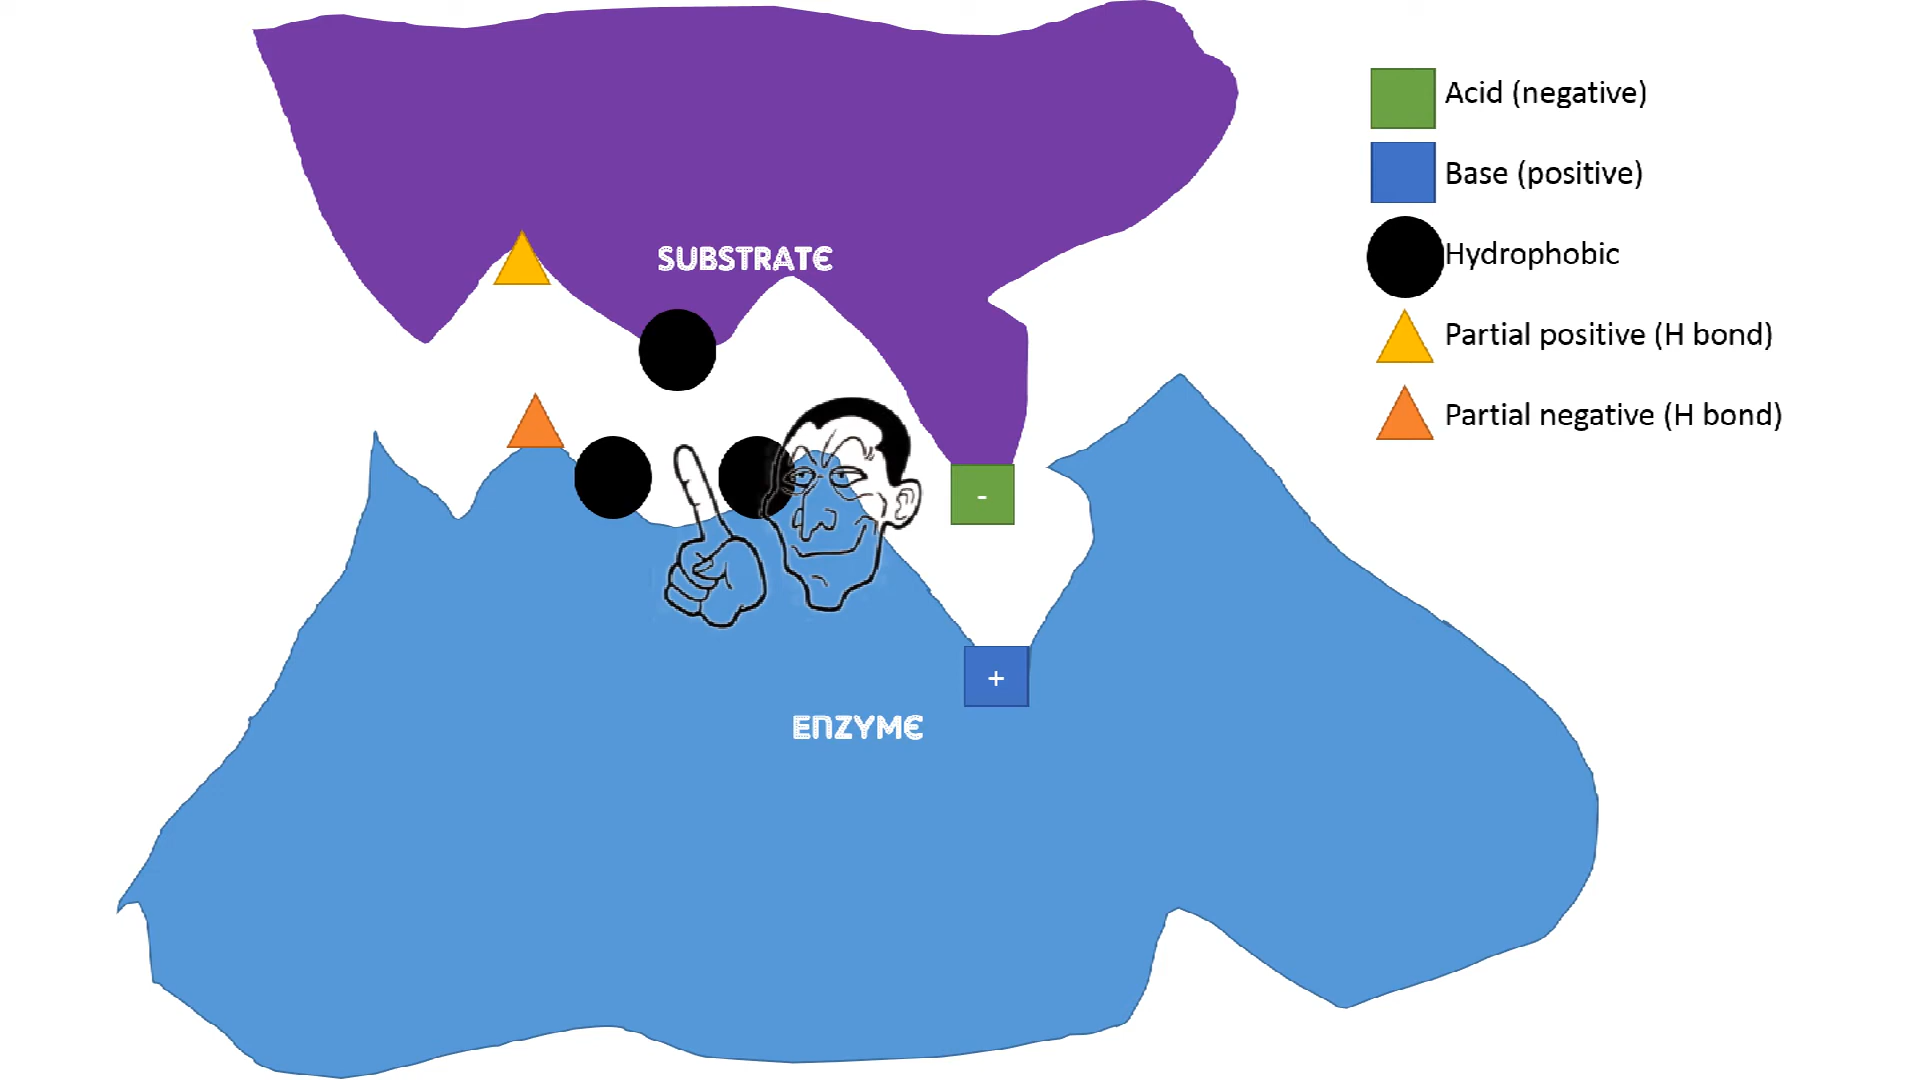 Acid (negative)
Base (positive)
SUBSTRATE
Hydrophobic
Partial positive (H bond)
Partial negative (H bond)
-
+
ENZYME